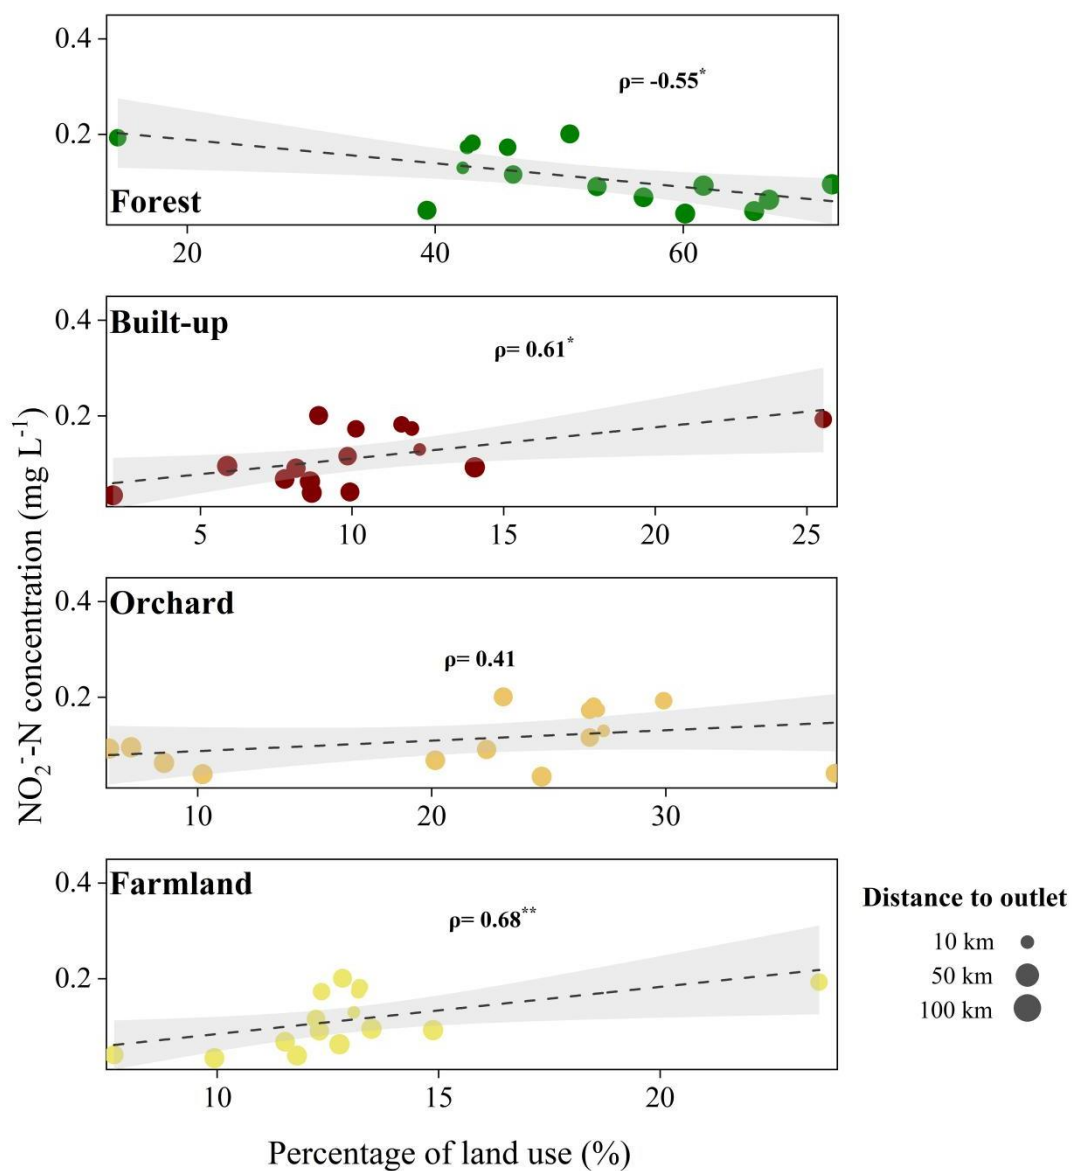 0.4
ρ= -0.55*
0.2
Forest
20 40 60
Built-up
0.4
ρ= 0.61*
0.2
5 10 15 20 25
Orchard
0.4
ρ= 0.41
0.2
10 20 30
Farmland
0.4
ρ= 0.68**
0.2
10 15 20
NO₂⁻-N concentration (mg L⁻¹)
Percentage of land use (%)
Distance to outlet
10 km
50 km
100 km